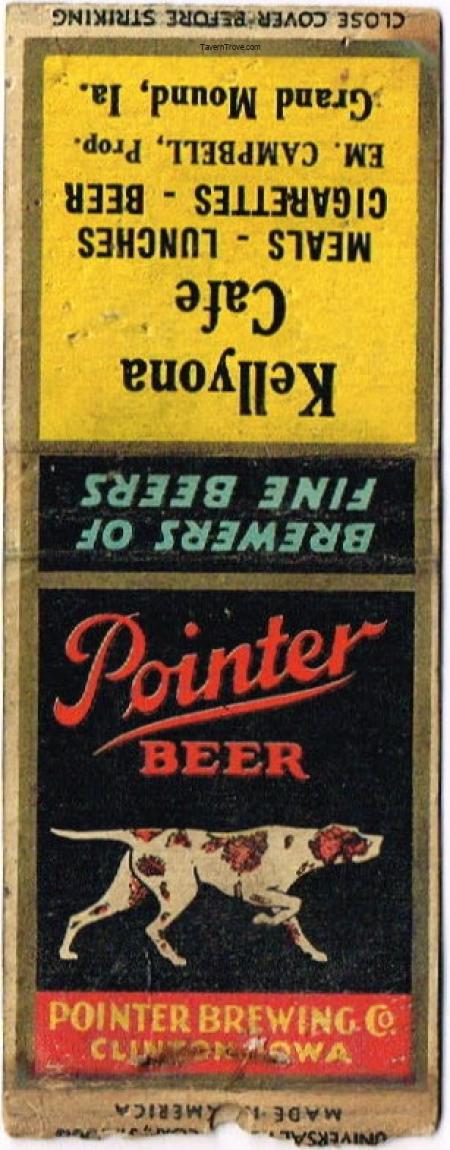 CLOSE COVER BEFORE STRIKING
TavernTrove.com
Kellyona
Cafe
MEALS - LUNCHES
CIGARETTES - BEER
EM. CAMPBELL, Prop.
Grand Mound, Ia.
BREWERS OF
FINE BEERS
Pointer
BEER
POINTER BREWING Co.
CLINTON IOWA
MADE IN AMERICA
UNIVERSAL